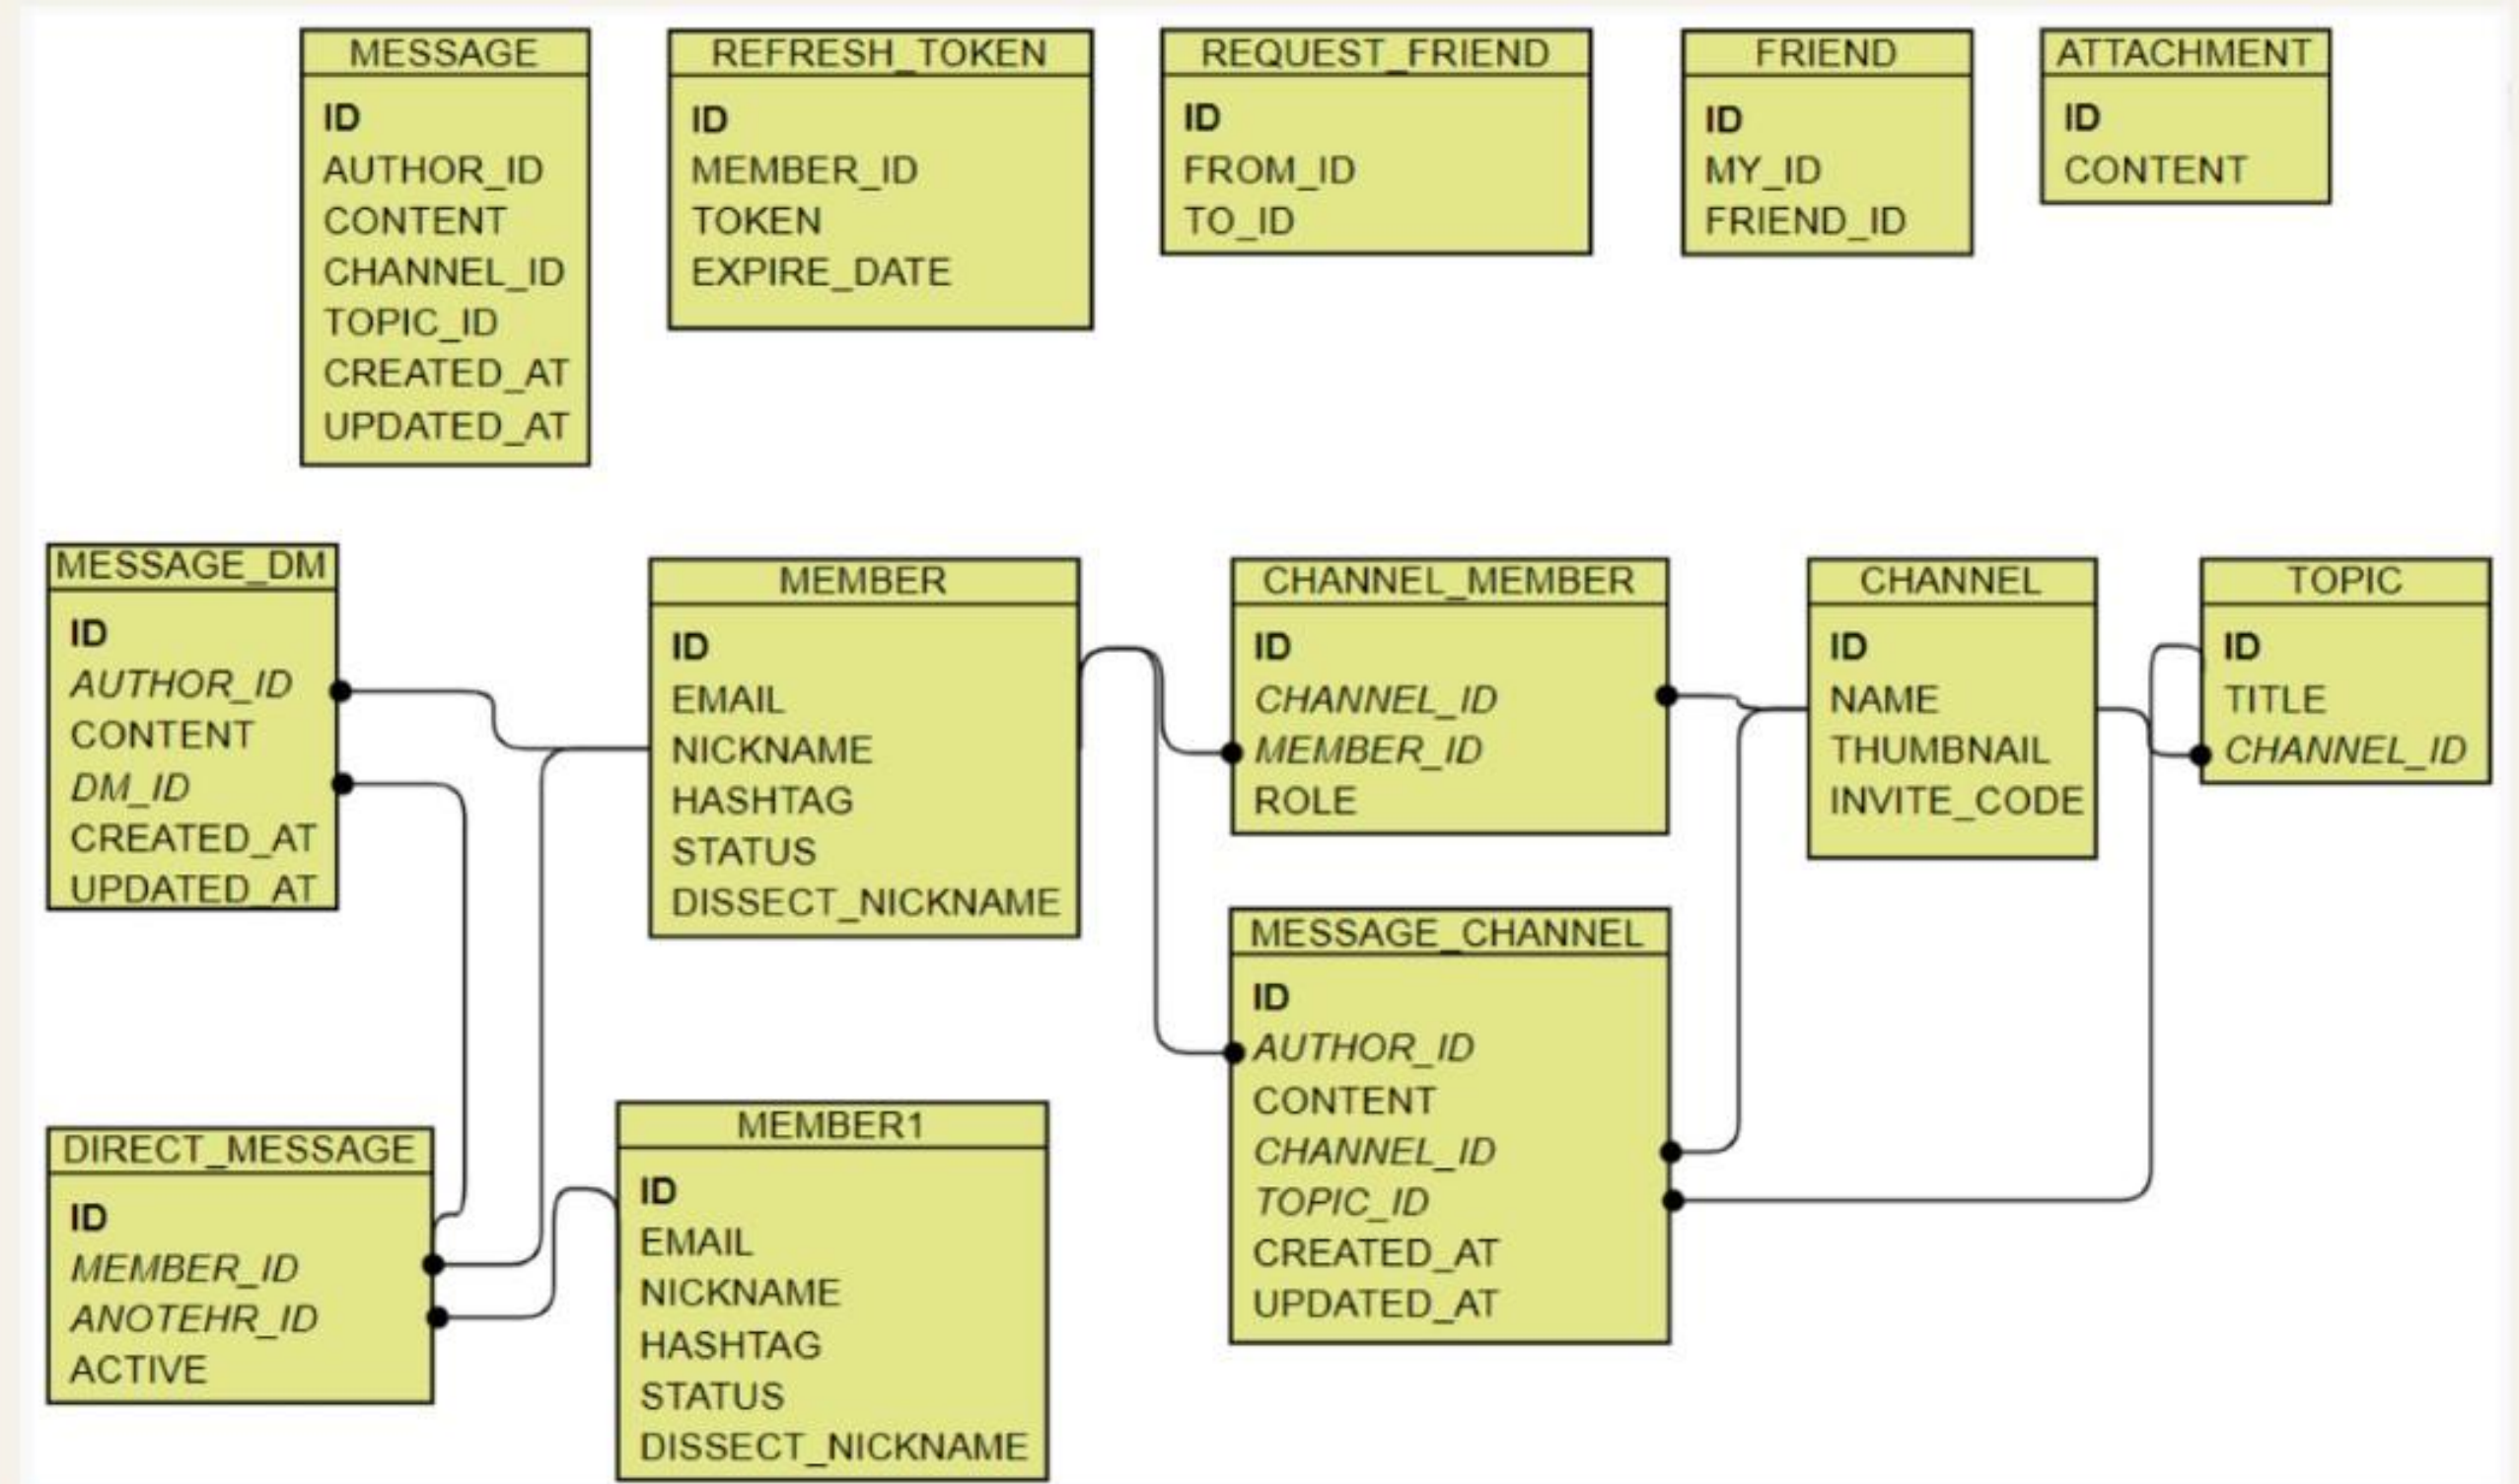 MESSAGE
ID
AUTHOR_ID
CONTENT
CHANNEL_ID
TOPIC_ID
CREATED_AT
UPDATED_AT
REFRESH_TOKEN
ID
MEMBER_ID
TOKEN
EXPIRE_DATE
REQUEST_FRIEND
ID
FROM_ID
TO_ID
FRIEND
ID
MY_ID
FRIEND_ID
ATTACHMENT
ID
CONTENT
MESSAGE_DM
ID
AUTHOR_ID
CONTENT
DM_ID
CREATED_AT
UPDATED_AT
MEMBER
ID
EMAIL
NICKNAME
HASHTAG
STATUS
DISSECT_NICKNAME
CHANNEL_MEMBER
ID
CHANNEL_ID
MEMBER_ID
ROLE
CHANNEL
ID
NAME
THUMBNAIL
INVITE_CODE
TOPIC
ID
TITLE
CHANNEL_ID
MESSAGE_CHANNEL
ID
AUTHOR_ID
CONTENT
CHANNEL_ID
TOPIC_ID
CREATED_AT
UPDATED_AT
DIRECT_MESSAGE
ID
MEMBER_ID
ANOTEHR_ID
ACTIVE
MEMBER1
ID
EMAIL
NICKNAME
HASHTAG
STATUS
DISSECT_NICKNAME